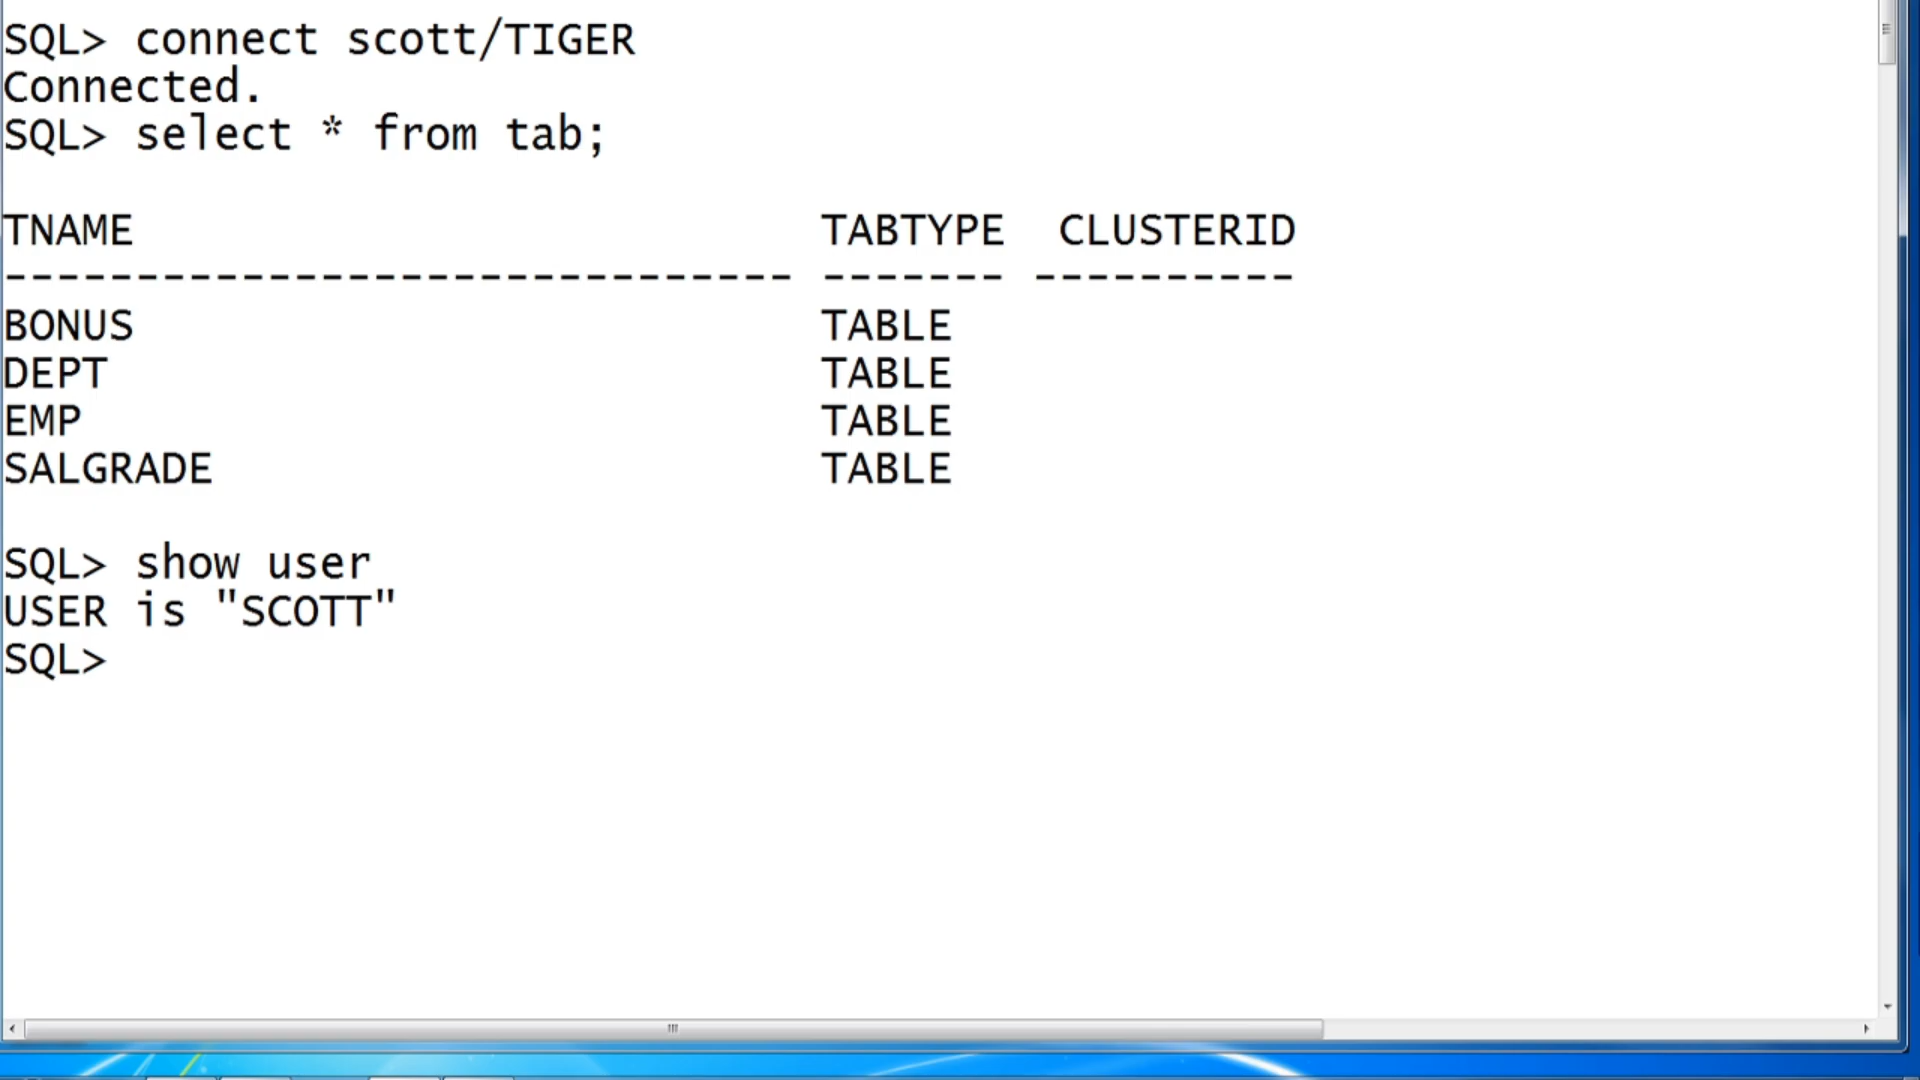 SQL> connect scott/TIGER
Connected.
SQL> select * from tab;
TNAME                          TABTYPE  CLUSTERID
------------------------------ ------- ----------
BONUS                          TABLE
DEPT                           TABLE
EMP                            TABLE
SALGRADE                       TABLE
SQL> show user
USER is "SCOTT"
SQL>